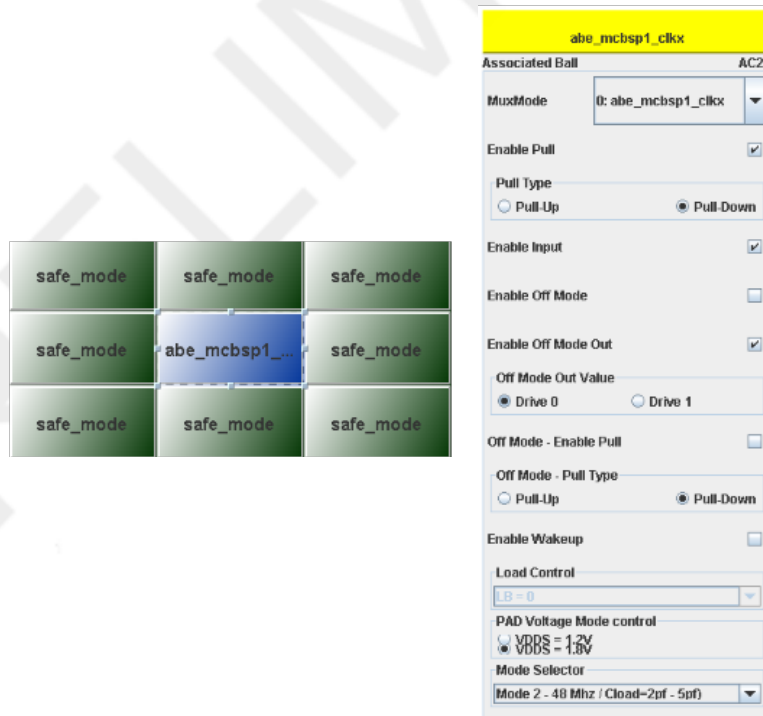 abe_mcbsp1_clkx
Associated Ball AC2
MuxMode 0: abe_mcbsp1_clkx
Enable Pull
Pull Type
Pull-Up Pull-Down
Enable Input
Enable Off Mode
Enable Off Mode Out
Off Mode Out Value
Drive 0 Drive 1
Off Mode - Enable Pull
Off Mode - Pull Type
Pull-Up Pull-Down
Enable Wakeup
Load Control
LB = 0
PAD Voltage Mode control
VDDS = 1.2V
VDDS = 1.8V
Mode Selector
Mode 2 - 48 Mhz / Cload=2pf - 5pf)
safe_mode safe_mode safe_mode
safe_mode abe_mcbsp1_... safe_mode
safe_mode safe_mode safe_mode